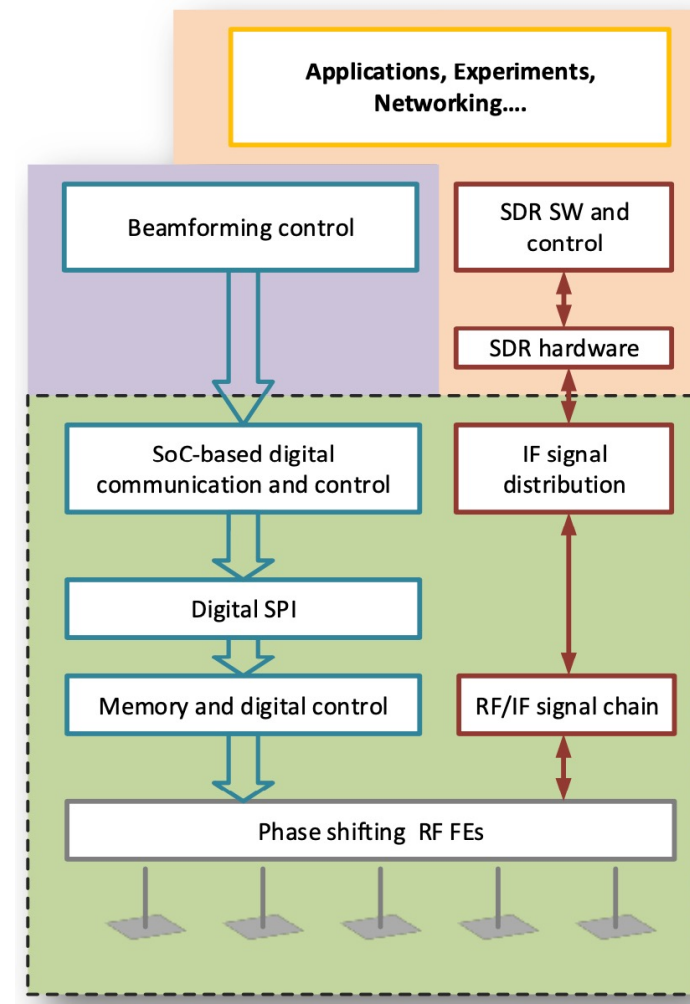 Applications, Experiments,
Networking....
Beamforming control
SDR SW and
control
SDR hardware
SoC-based digital
communication and control
IF signal
distribution
Digital SPI
Memory and digital control
RF/IF signal chain
Phase shifting RF FEs